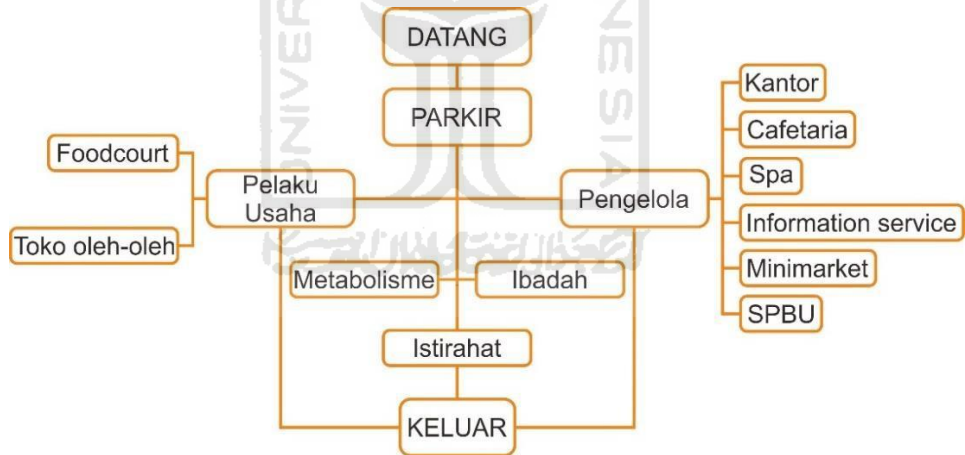 DATANG
PARKIR
Foodcourt
Toko oleh-oleh
Pelaku
Usaha
Pengelola
Kantor
Cafetaria
Spa
Information service
Minimarket
SPBU
Metabolisme
Ibadah
Istirahat
KELUAR